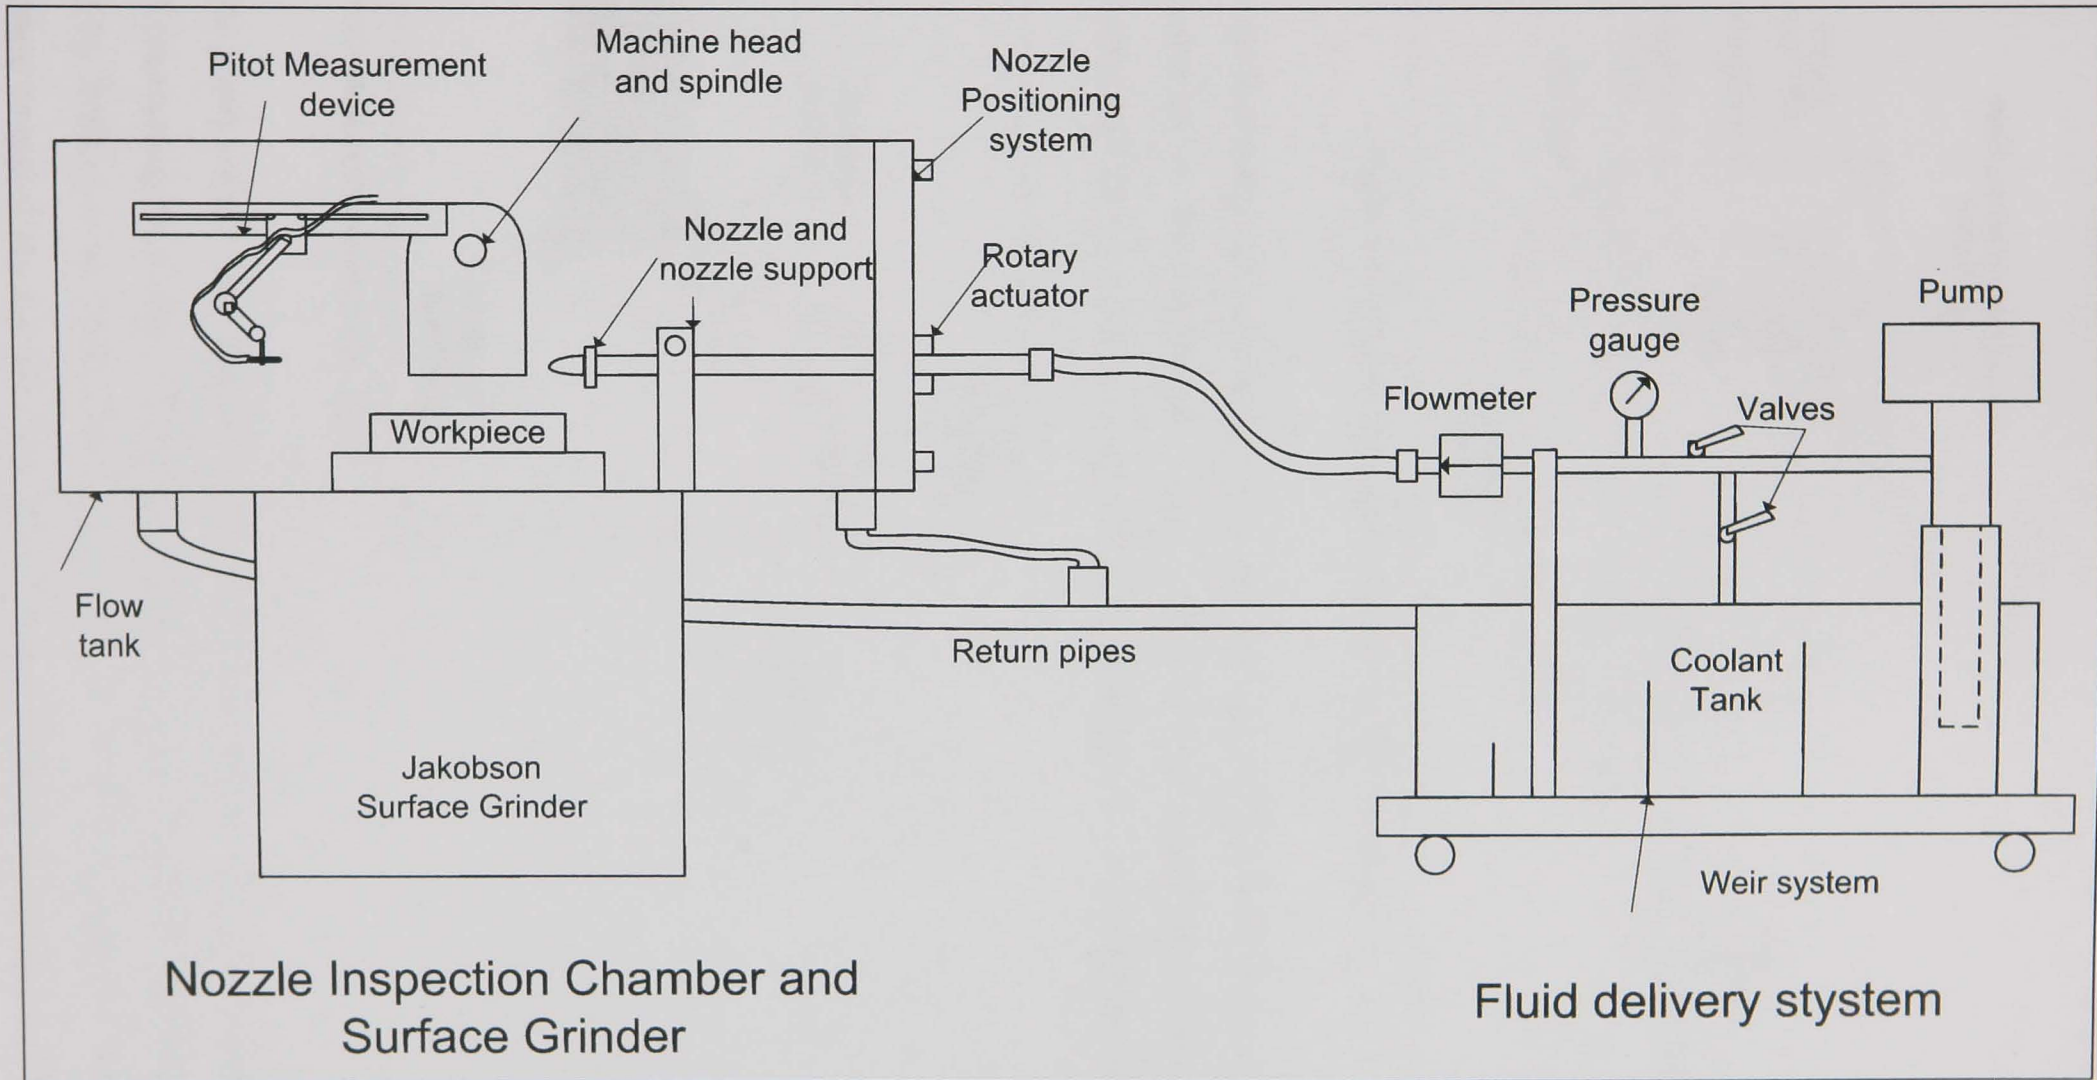 Pitot Measurement
device
Machine head
and spindle
Nozzle
Positioning
system
Nozzle and
nozzle support
Rotary
actuator
Pressure
gauge
Pump
Flowmeter
Valves
Workpiece
Flow
tank
Return pipes
Coolant
Tank
Jakobson
Surface Grinder
Weir system
Nozzle Inspection Chamber and
Surface Grinder
Fluid delivery stystem